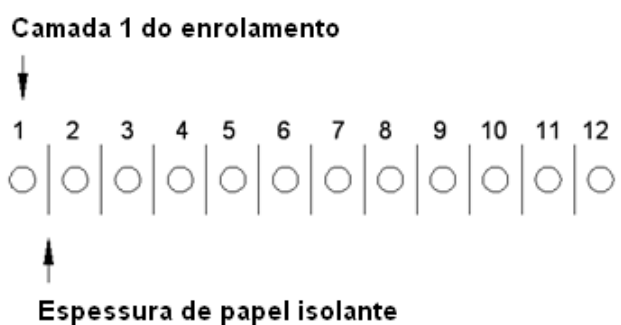 Camada 1 do enrolamento
1 2 3 4 5 6 7 8 9 10 11 12
Espessura de papel isolante